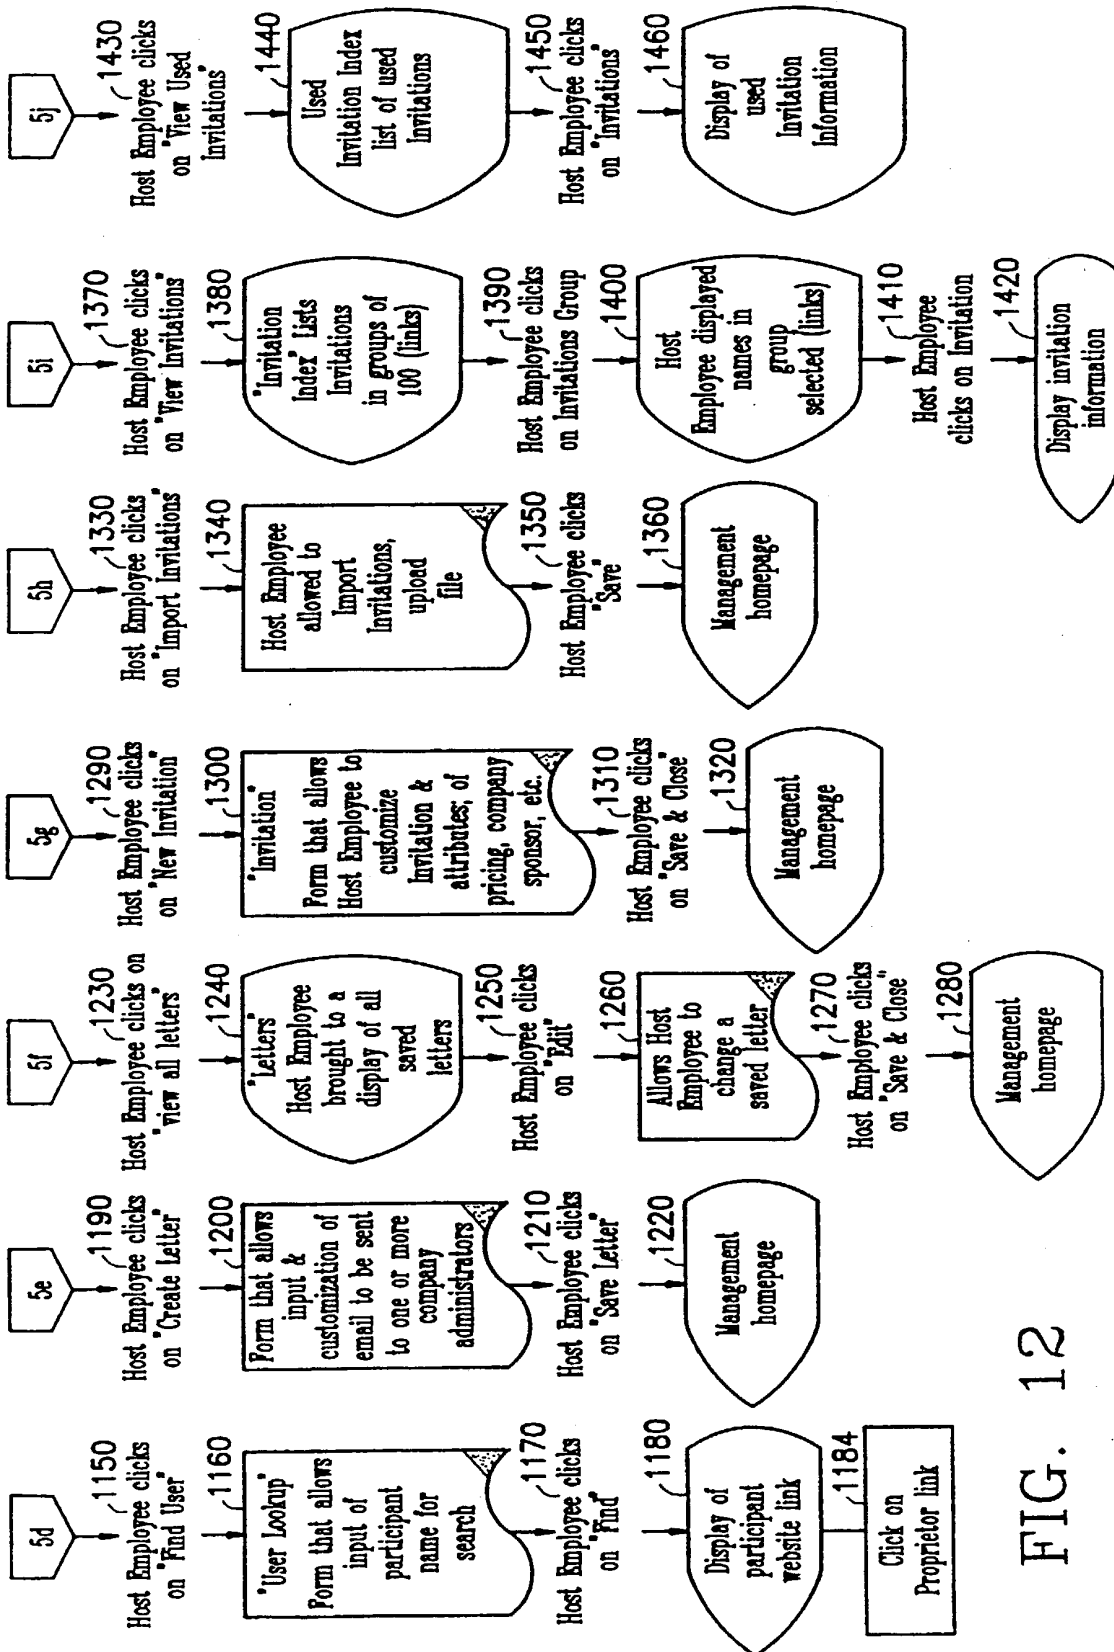 5d
1150
Host Employee clicks
on "Find User"
1160
"User Lookup"
Form that allows
input of
participant
name for
search
1170
Host Employee clicks
on "Find"
1180
Display of
participant
website link
1184
Click on
Proprietor link
5e
1190
Host Employee clicks
on "Create Letter"
1200
Form that allows
input &
customization of
email to be sent
to one or more
company
administrators
1210
Host Employee clicks
on "Save Letter"
1220
Management
homepage
5f
1230
Host Employee clicks on
"view all letters"
1240
"Letters"
Host Employee
brought to a
display of all
saved
letters
1250
Host Employee clicks
on "Edit"
1260
Allows Host
Employee to
change a
saved letter
1270
Host Employee clicks
on "Save & Close"
1280
Management
homepage
5g
1290
Host Employee clicks
on "New Invitation"
1300
"Invitation"
Form that allows
Host Employee to
customize
Invitation &
attributes; of
pricing, company
sponsor, etc.
1310
Host Employee clicks
on "Save & Close"
1320
Management
homepage
5h
1330
Host Employee clicks
on "Import Invitations"
1340
Host Employee
allowed to
Import
Invitations,
upload
file
1350
Host Employee clicks
"Save"
1360
Management
homepage
5i
1370
Host Employee clicks
on "View Invitations"
1380
"Invitation
Index" Lists
Invitations
in groups of
100 (links)
1390
Host Employee clicks
on Invitations Group
1400
Host
Employee displayed
names in
group
selected (links)
1410
Host Employee
clicks on Invitation
1420
Display invitation
information
5j
1430
Host Employee clicks
on "View Used
Invitations"
1440
Used
Invitation Index
list of used
Invitations
1450
Host Employee clicks
on "Invitations"
1460
Display of
used
Invitation
Information
FIG. 12